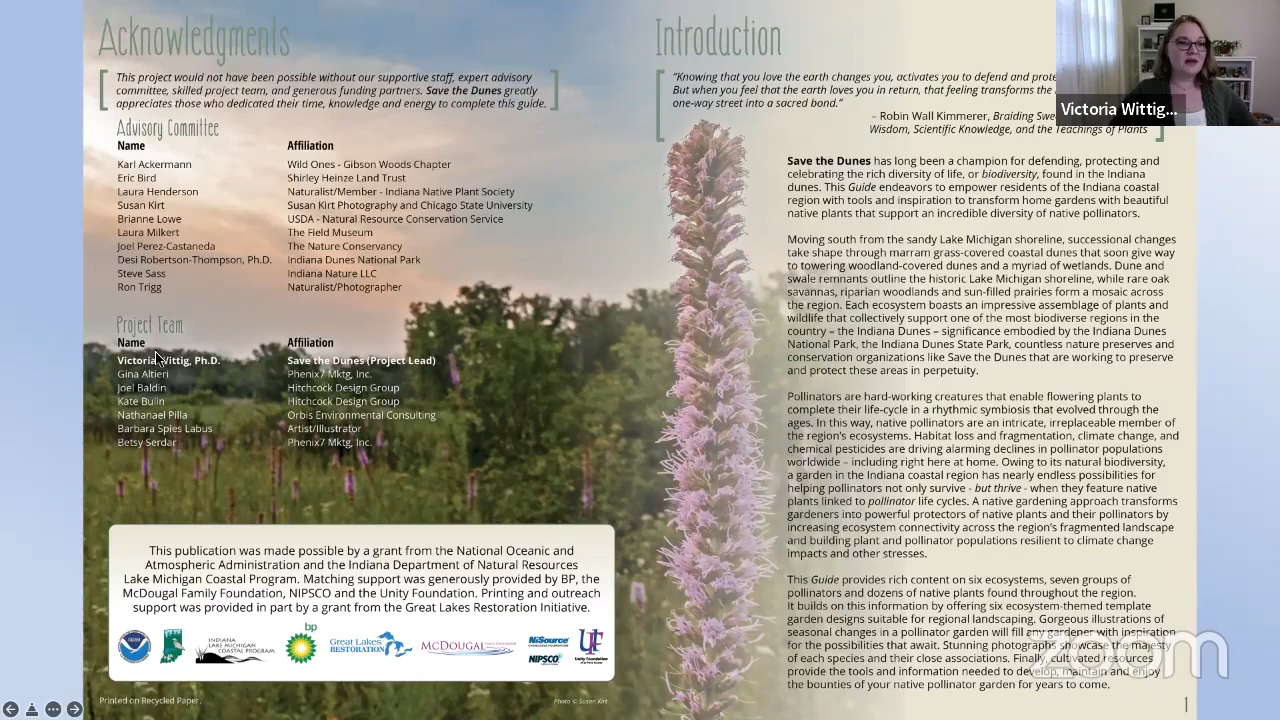 Acknowledgments
This project would not have been possible without our supportive staff, expert advisory
committee, skilled project team, and generous funding partners. Save the Dunes greatly
appreciates those who dedicated their time, knowledge and energy to complete this guide.
Advisory Committee
Name Affiliation
Karl Ackermann Wild Ones - Gibson Woods Chapter
Eric Bird Shirley Heinze Land Trust
Laura Henderson Naturalist/Member - Indiana Native Plant Society
Susan Kirt Susan Kirt Photography and Chicago State University
Brianne Lowe USDA - Natural Resource Conservation Service
Laura Milkert The Field Museum
Joel Perez-Castaneda The Nature Conservancy
Desi Robertson-Thompson, Ph.D. Indiana Dunes National Park
Steve Sass Indiana Nature LLC
Ron Trigg Naturalist/Photographer
Project Team
Name Affiliation
Victoria Wittig, Ph.D. Save the Dunes (Project Lead)
Gina Altieri Phenix7 Mktg, Inc.
Joel Baldin Hitchcock Design Group
Kate Bulin Hitchcock Design Group
Nathanael Pilla Orbis Environmental Consulting
Barbara Spies Labus Artist/Illustrator
Betsy Serdar Phenix7 Mktg, Inc.
This publication was made possible by a grant from the National Oceanic and
Atmospheric Administration and the Indiana Department of Natural Resources
Lake Michigan Coastal Program. Matching support was generously provided by BP, the
McDougal Family Foundation, NIPSCO and the Unity Foundation. Printing and outreach
support was provided in part by a grant from the Great Lakes Restoration Initiative.
NOAA
INDIANA
LAKE MICHIGAN
COASTAL PROGRAM
bp
Great Lakes
RESTORATION
McDOUGAL
NiSource
NIPSCO
UF
Unity Foundation
Printed on Recycled Paper.
Photo © Susan Kirt
Introduction
“Knowing that you love the earth changes you, activates you to defend and prote
But when you feel that the earth loves you in return, that feeling transforms the
one-way street into a sacred bond.”
– Robin Wall Kimmerer, Braiding Swe
Wisdom, Scientific Knowledge, and the Teachings of Plants
Save the Dunes has long been a champion for defending, protecting and
celebrating the rich diversity of life, or biodiversity, found in the Indiana
dunes. This Guide endeavors to empower residents of the Indiana coastal
region with tools and inspiration to transform home gardens with beautiful
native plants that support an incredible diversity of native pollinators.
Moving south from the sandy Lake Michigan shoreline, successional changes
take shape through marram grass-covered coastal dunes that soon give way
to towering woodland-covered dunes and a myriad of wetlands. Dune and
swale remnants outline the historic Lake Michigan shoreline, while rare oak
savannas, riparian woodlands and sun-filled prairies form a mosaic across
the region. Each ecosystem boasts an impressive assemblage of plants and
wildlife that collectively support one of the most biodiverse regions in the
country – the Indiana Dunes – significance embodied by the Indiana Dunes
National Park, the Indiana Dunes State Park, countless nature preserves and
conservation organizations like Save the Dunes that are working to preserve
and protect these areas in perpetuity.
Pollinators are hard-working creatures that enable flowering plants to
complete their life-cycle in a rhythmic symbiosis that evolved through the
ages. In this way, native pollinators are an intricate, irreplaceable member of
the region’s ecosystems. Habitat loss and fragmentation, climate change, and
chemical pesticides are driving alarming declines in pollinator populations
worldwide – including right here at home. Owing to its natural biodiversity,
a garden in the Indiana coastal region has nearly endless possibilities for
helping pollinators not only survive - but thrive - when they feature native
plants linked to pollinator life cycles. A native gardening approach transforms
gardeners into powerful protectors of native plants and their pollinators by
increasing ecosystem connectivity across the region’s fragmented landscape
and building plant and pollinator populations resilient to climate change
impacts and other stresses.
This Guide provides rich content on six ecosystems, seven groups of
pollinators and dozens of native plants found throughout the region.
It builds on this information by offering six ecosystem-themed template
garden designs suitable for regional landscaping. Gorgeous illustrations of
seasonal changes in a pollinator garden will fill any gardener with inspiration
for the possibilities that await. Stunning photographs showcase the majesty
of each species and their close associations. Finally, cultivated resources
provide the tools and information needed to develop, maintain and enjoy
the bounties of your native pollinator garden for years to come.
1
Victoria Wittig...
zoom